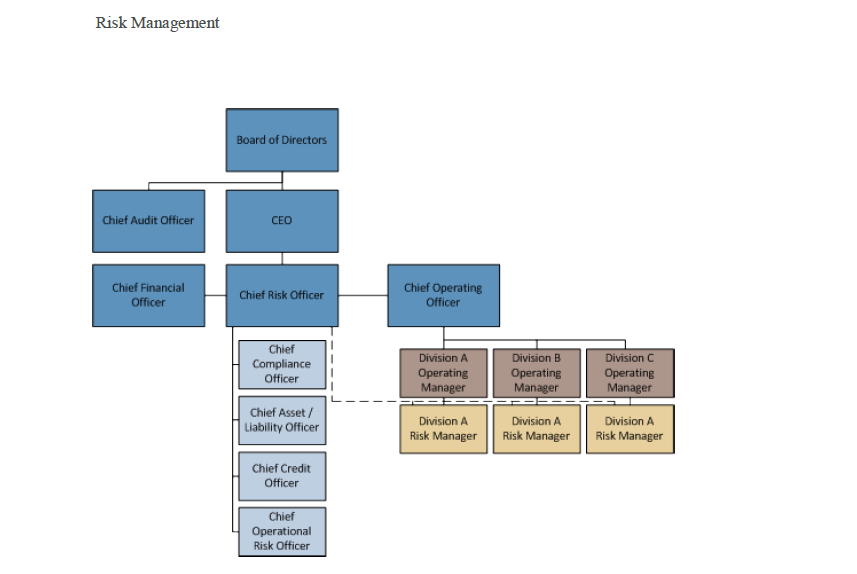 Risk Management
Board of Directors
Chief Audit Officer
CEO
Chief Financial
Officer
Chief Risk Officer
Chief Operating
Officer
Chief
Compliance
Officer
Chief Asset /
Liability Officer
Chief Credit
Officer
Chief
Operational
Risk Officer
Division A
Operating
Manager
Division B
Operating
Manager
Division C
Operating
Manager
Division A
Risk Manager
Division A
Risk Manager
Division A
Risk Manager